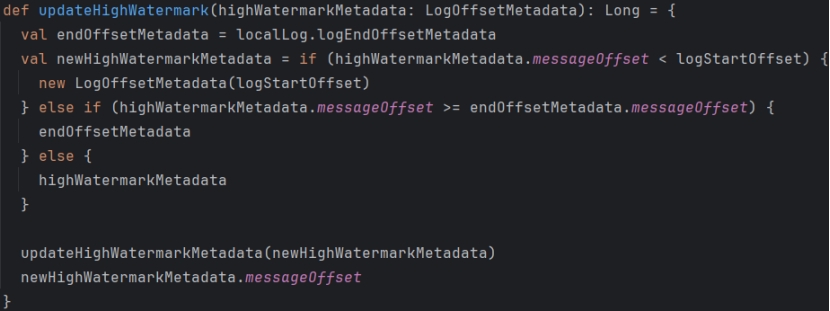 def updateHighWatermark(highWatermarkMetadata: LogOffsetMetadata): Long = {
  val endOffsetMetadata = localLog.logEndOffsetMetadata
  val newHighWatermarkMetadata = if (highWatermarkMetadata.messageOffset < logStartOffset) {
    new LogOffsetMetadata(logStartOffset)
  } else if (highWatermarkMetadata.messageOffset >= endOffsetMetadata.messageOffset) {
    endOffsetMetadata
  } else {
    highWatermarkMetadata
  }

  updateHighWatermarkMetadata(newHighWatermarkMetadata)
  newHighWatermarkMetadata.messageOffset
}